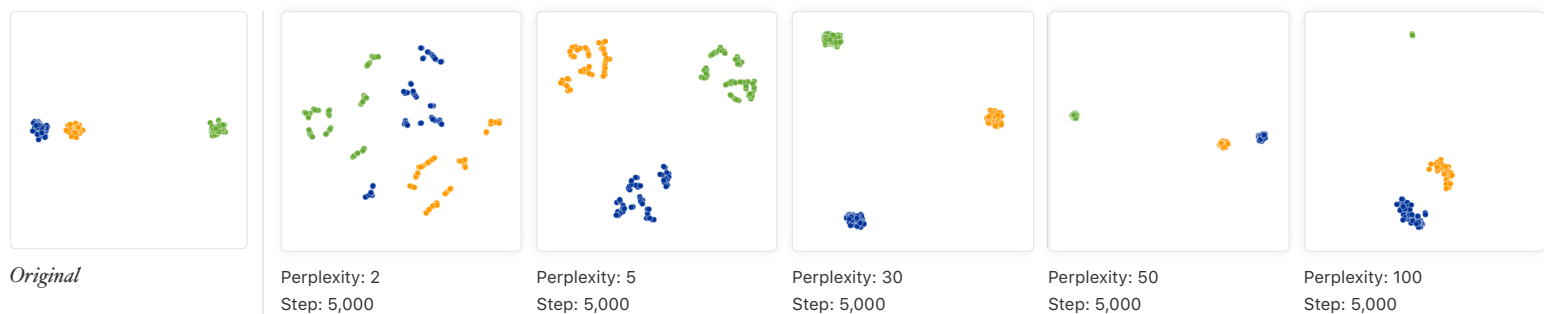 Original
Perplexity: 2
Step: 5,000
Perplexity: 5
Step: 5,000
Perplexity: 30
Step: 5,000
Perplexity: 50
Step: 5,000
Perplexity: 100
Step: 5,000